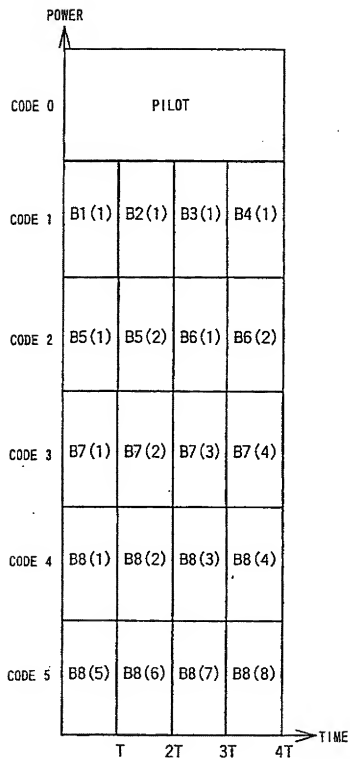 POWER
CODE 0 PILOT
CODE 1 B1(1) B2(1) B3(1) B4(1)
CODE 2 B5(1) B5(2) B6(1) B6(2)
CODE 3 B7(1) B7(2) B7(3) B7(4)
CODE 4 B8(1) B8(2) B8(3) B8(4)
CODE 5 B8(5) B8(6) B8(7) B8(8)
TIME
T 2T 3T 4T